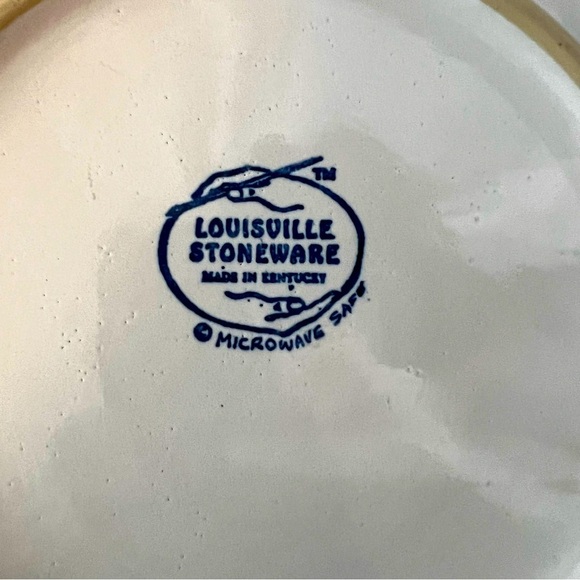 TM
LOUISVILLE
STONEWARE
MADE IN KENTUCKY
© MICROWAVE SAFE